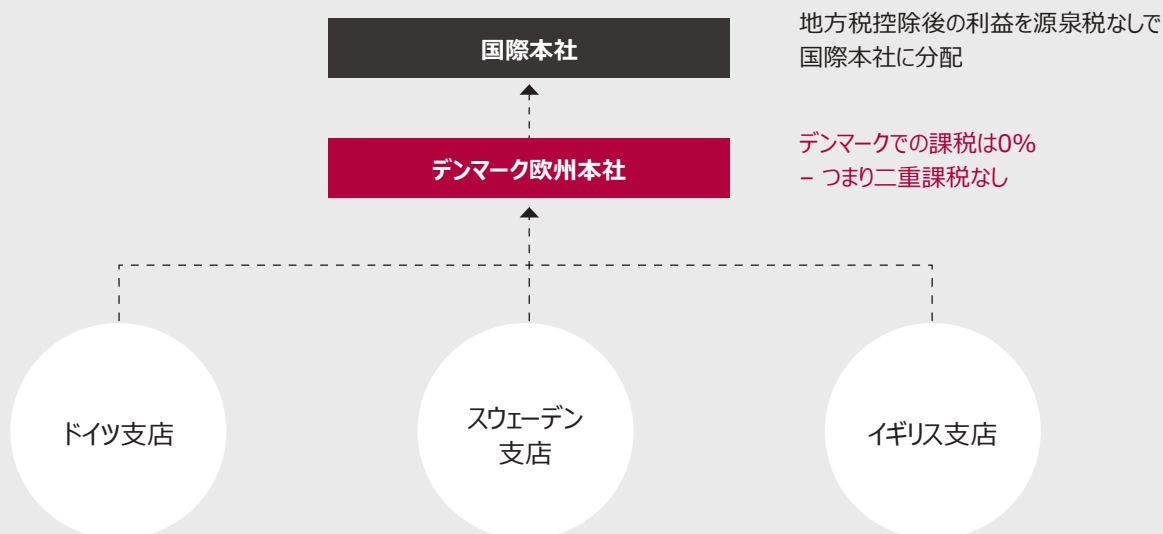 地方税控除後の利益を源泉税なしで
国際本社に分配
国際本社
デンマークでの課税は0%
– つまり二重課税なし
デンマーク欧州本社
ドイツ支店
スウェーデン
支店
イギリス支店